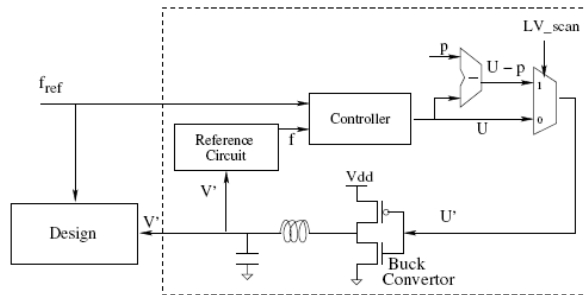 LV_scan
p
U – p
–
1
f_ref
Controller
0
U
Reference
Circuit
f
Vdd
V'
U'
V'
Design
Buck
Convertor